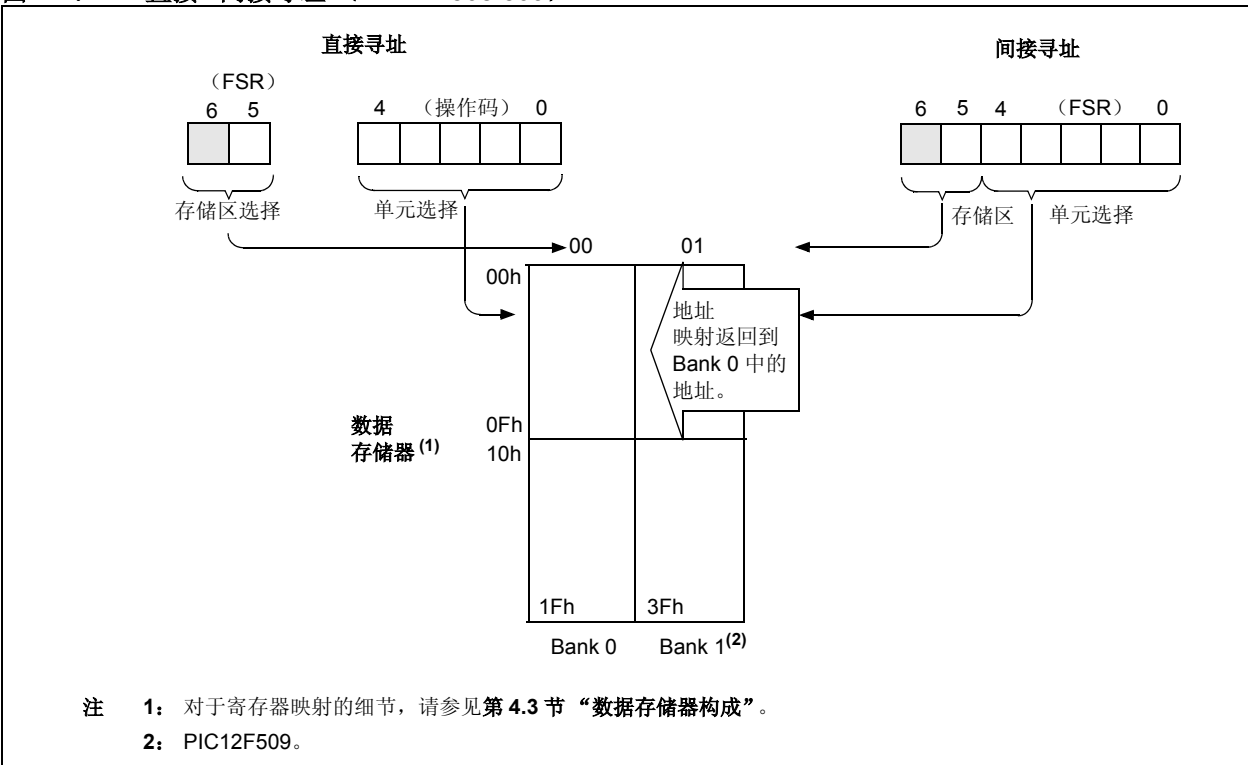 直接寻址
间接寻址
（FSR）
6 5
4 （操作码） 0
6 5 4 （FSR） 0
存储区选择
单元选择
存储区
单元选择
00
01
00h
地址
映射返回到
Bank 0 中的
地址。
数据
存储器 (1)
0Fh
10h
1Fh
3Fh
Bank 0
Bank 1(2)
注 1： 对于寄存器映射的细节，请参见第 4.3 节 “数据存储器构成”。
2： PIC12F509。